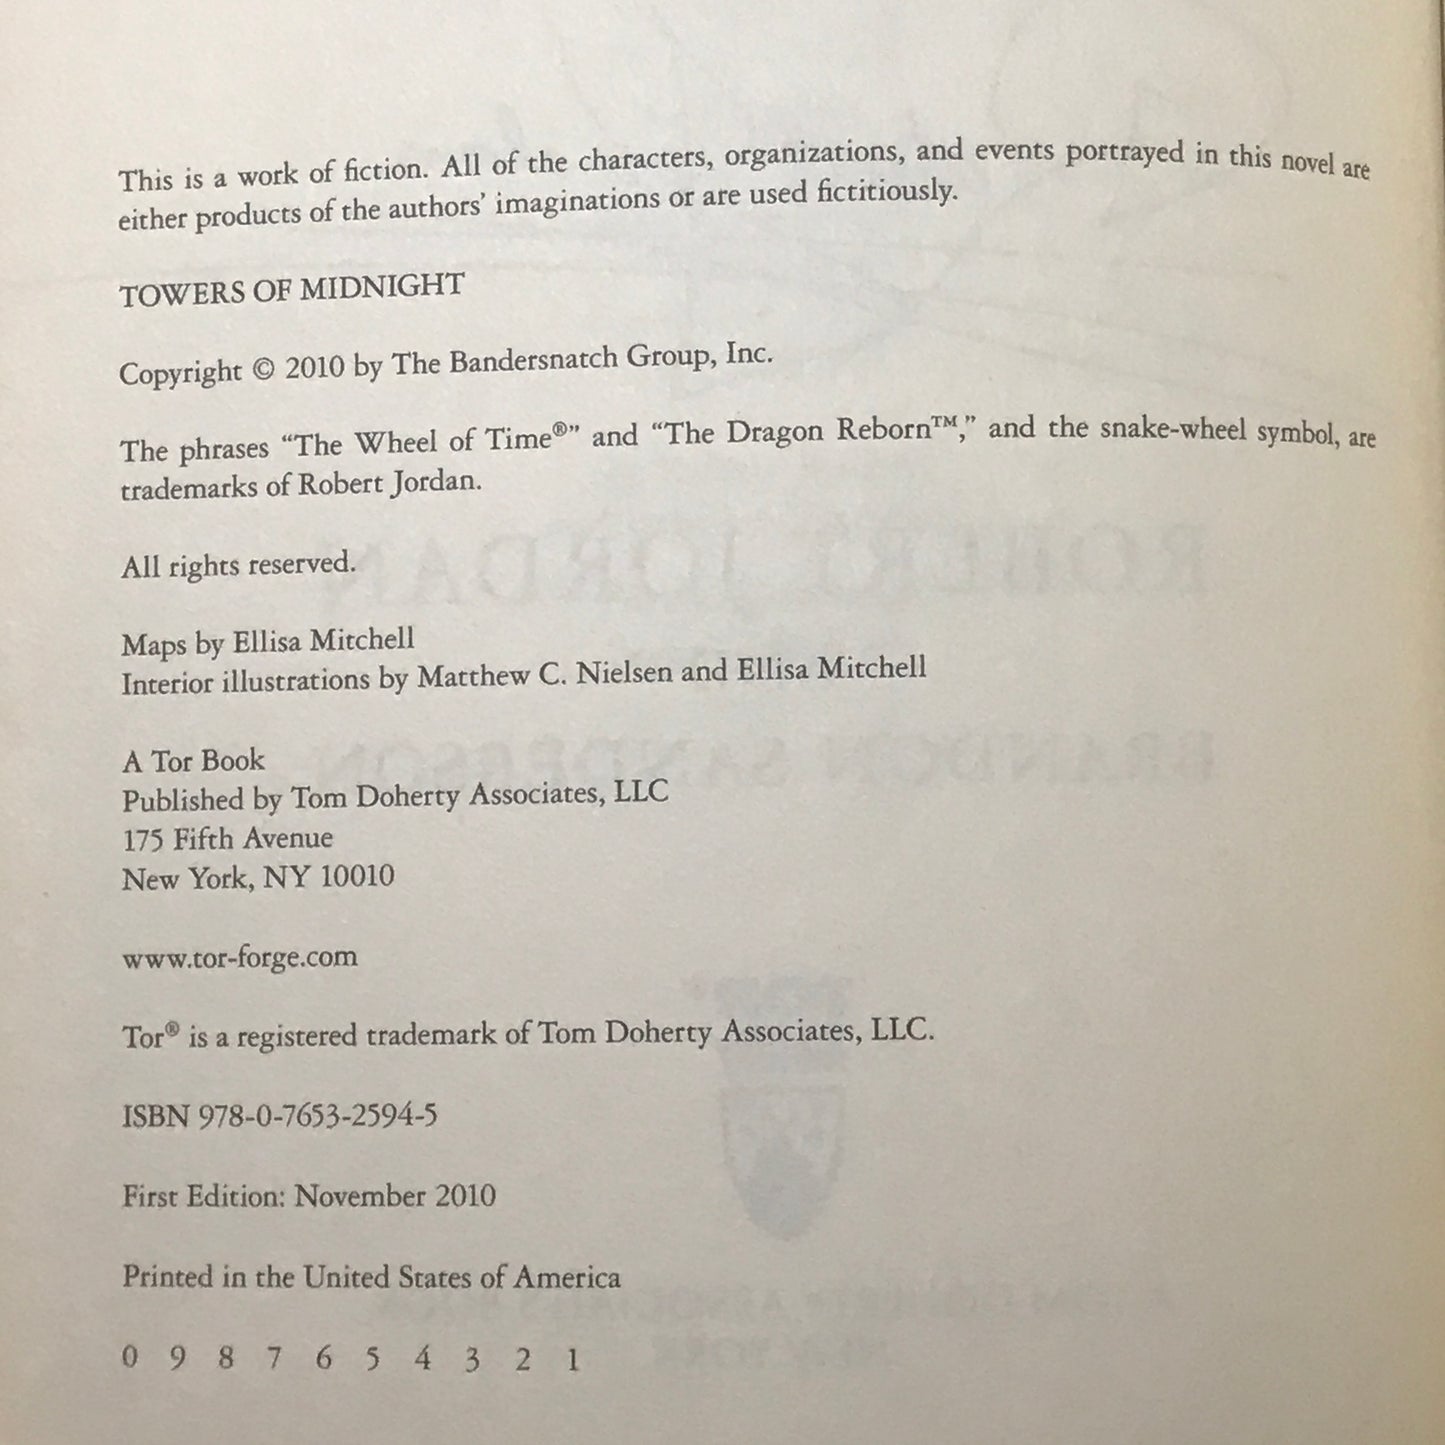 This is a work of fiction. All of the characters, organizations, and events portrayed in this novel are
either products of the authors’ imaginations or are used fictitiously.
TOWERS OF MIDNIGHT
Copyright © 2010 by The Bandersnatch Group, Inc.
The phrases “The Wheel of Time®” and “The Dragon Reborn™,” and the snake-wheel symbol, are
trademarks of Robert Jordan.
All rights reserved.
Maps by Ellisa Mitchell
Interior illustrations by Matthew C. Nielsen and Ellisa Mitchell
A Tor Book
Published by Tom Doherty Associates, LLC
175 Fifth Avenue
New York, NY 10010
www.tor-forge.com
Tor® is a registered trademark of Tom Doherty Associates, LLC.
ISBN 978-0-7653-2594-5
First Edition: November 2010
Printed in the United States of America
0 9 8 7 6 5 4 3 2 1